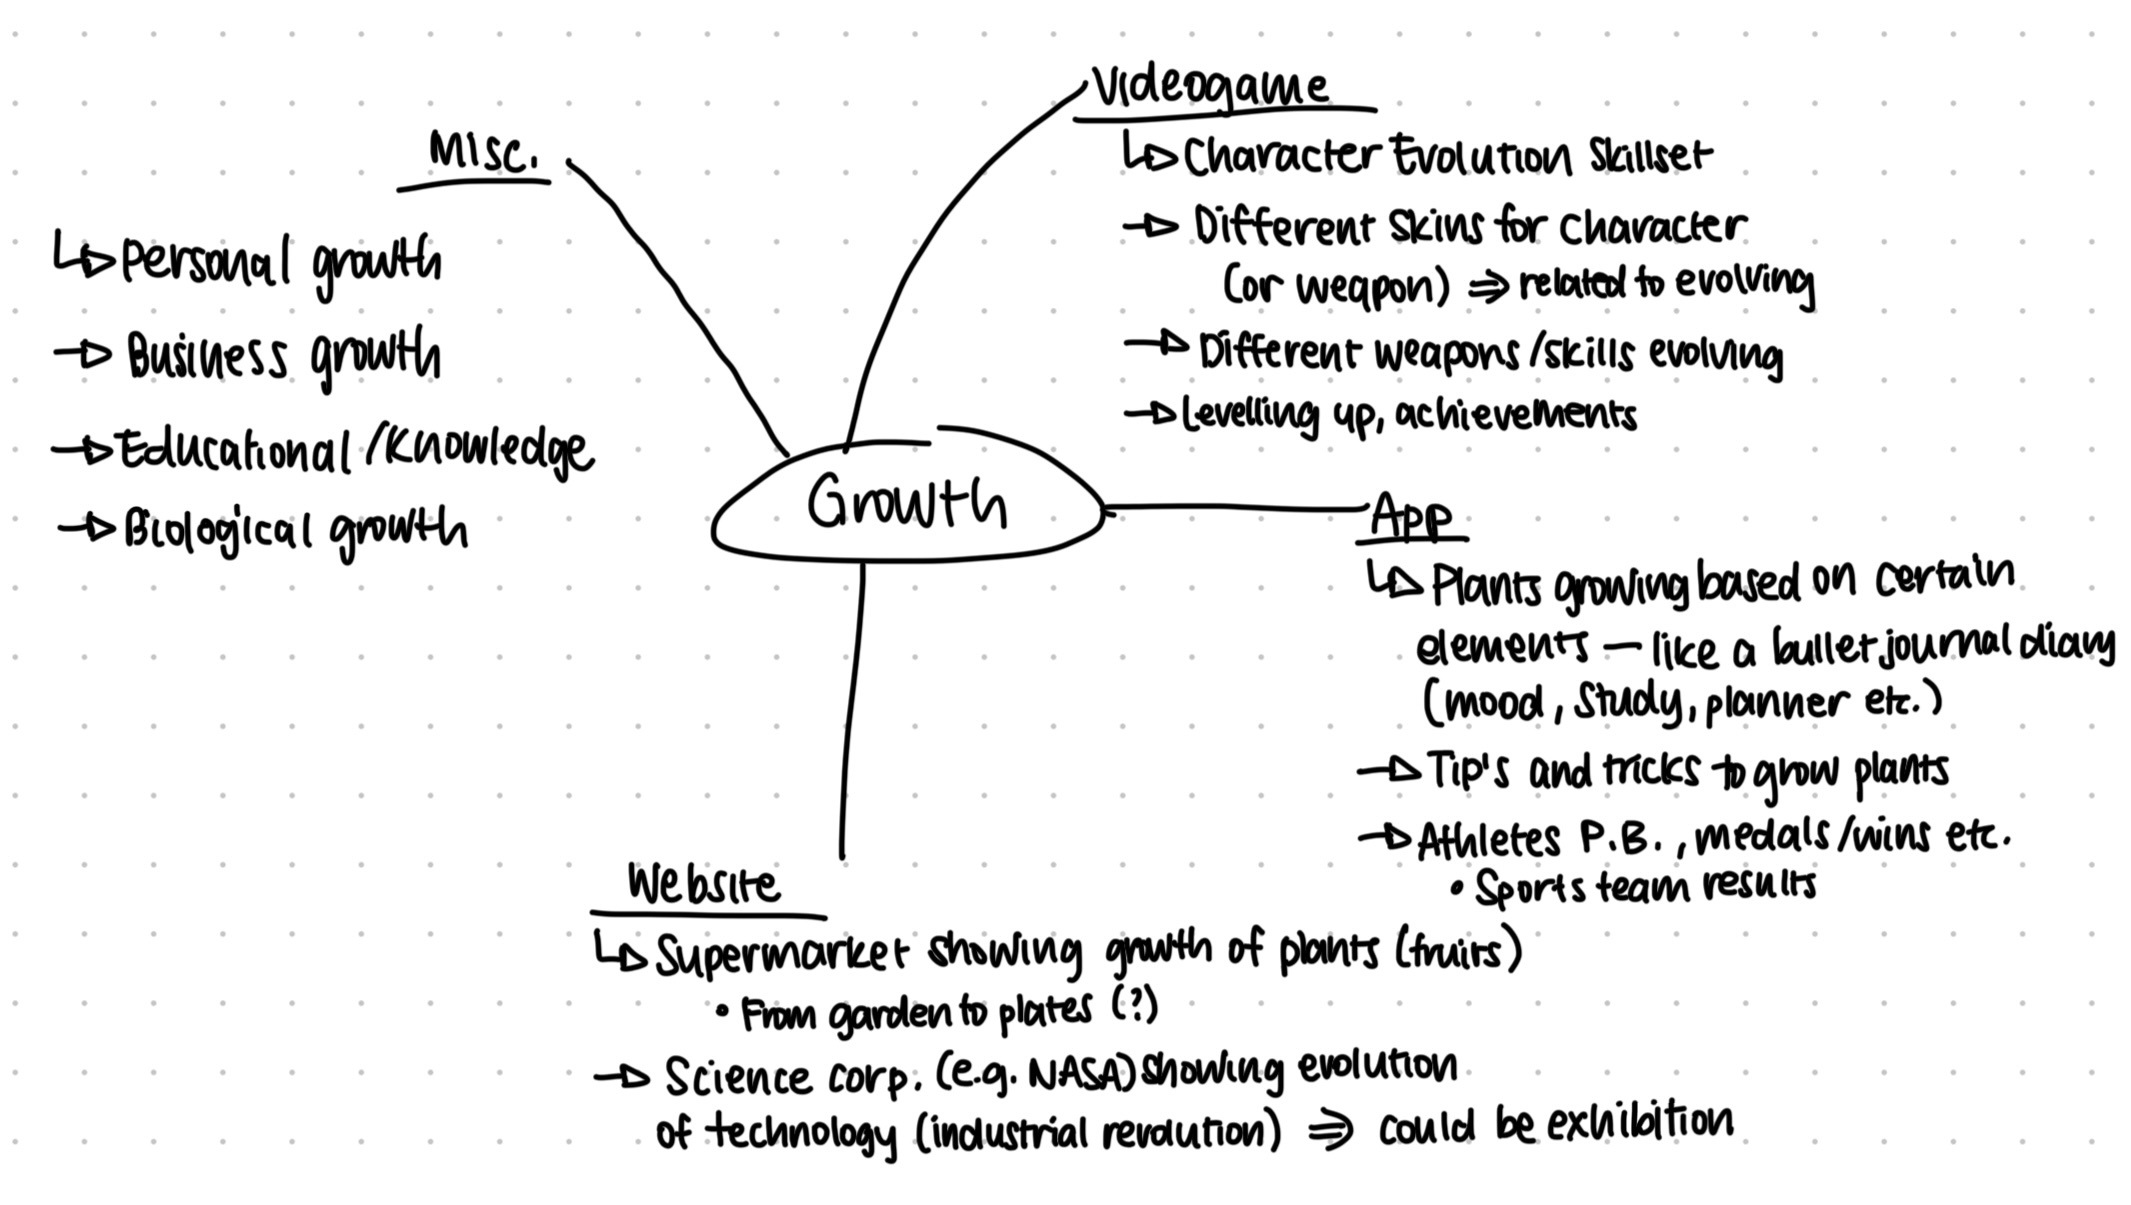 Misc.
Personal growth
Business growth
Educational/Knowledge
Biological growth
Videogame
Character Evolution Skillset
Different skins for character
(or weapon) ⇒ related to evolving
Different weapons/skills evolving
Levelling up, achievements
Growth
App
Plants growing based on certain
elements — like a bullet journal diary
(mood, study, planner etc.)
Tip's and tricks to grow plants
Athletes P.B., medals/wins etc.
• Sports team results
Website
Supermarket showing growth of plants (fruits)
• From garden to plates (?)
Science corp. (e.g. NASA) showing evolution
of technology (industrial revolution) ⇒ could be exhibition